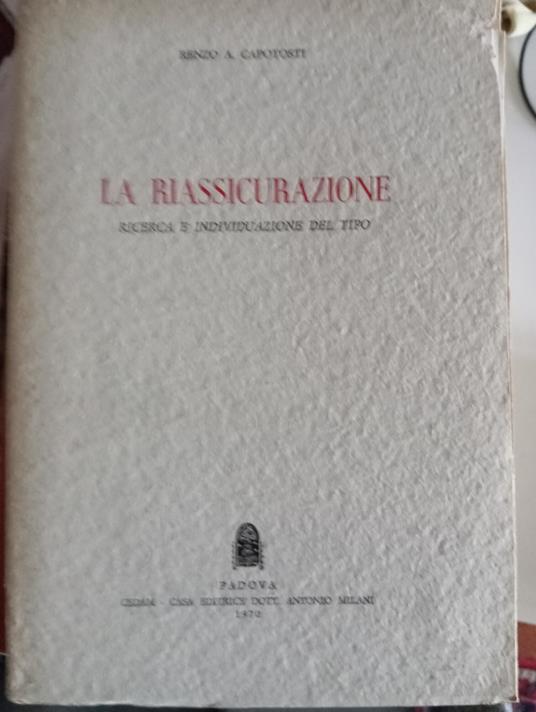 RENZO A. CAPOTOSTI
LA RIASSICURAZIONE
RICERCA E INDIVIDUAZIONE DEL TIPO
PADOVA
CEDAM - CASA EDITRICE DOTT. ANTONIO MILANI
1970